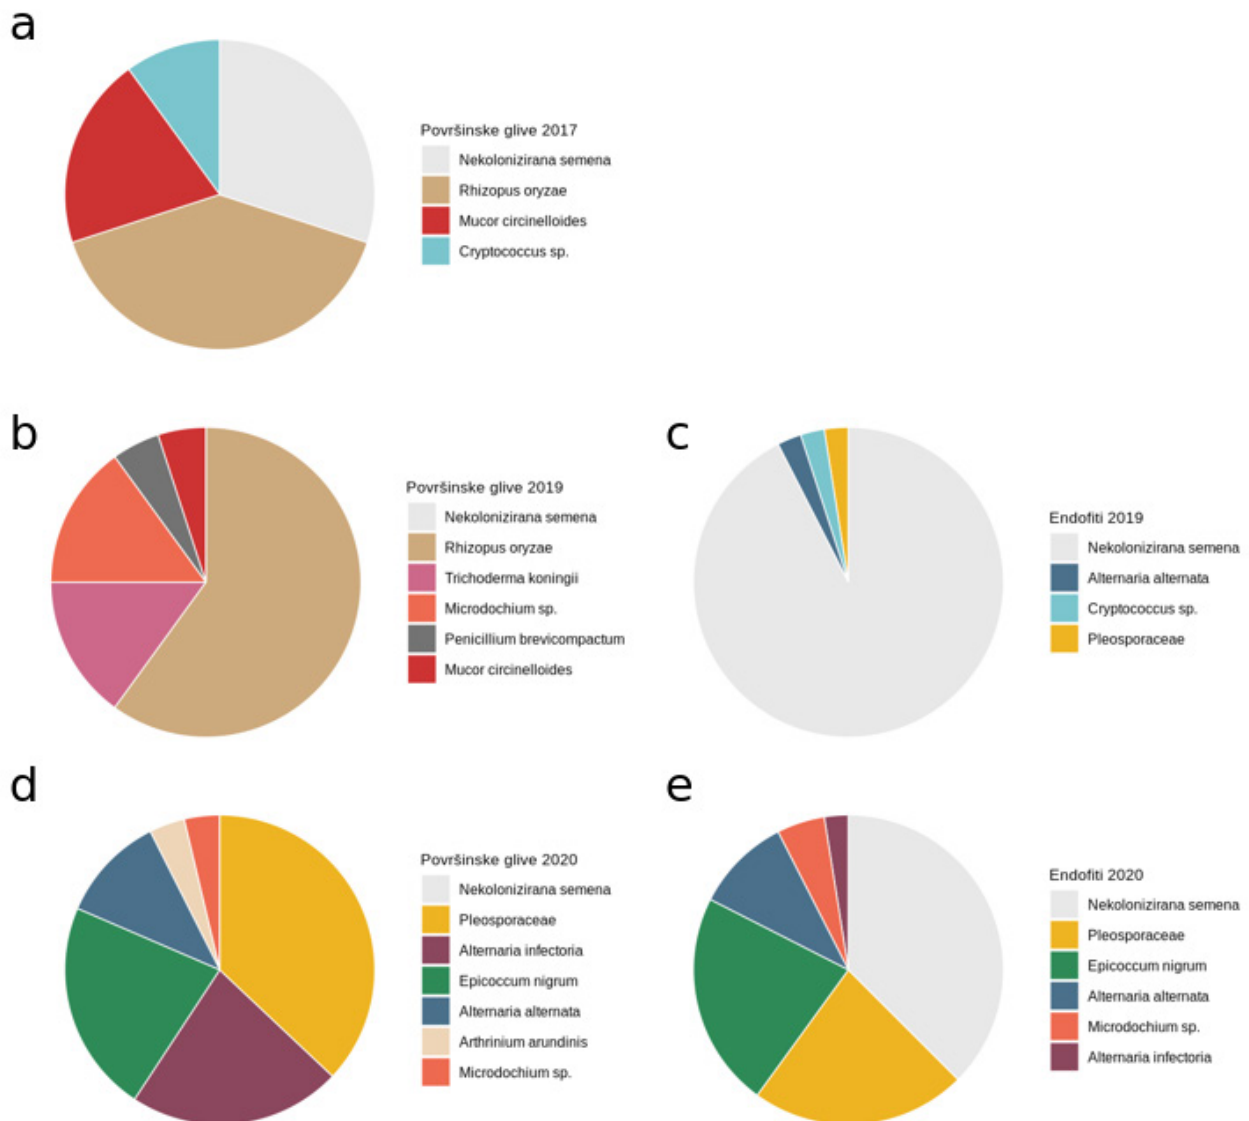 a
Površinske glive 2017
Nekolonizirana semena
Rhizopus oryzae
Mucor circinelloides
Cryptococcus sp.
b
Površinske glive 2019
Nekolonizirana semena
Rhizopus oryzae
Trichoderma koningii
Microdochium sp.
Penicillium brevicompactum
Mucor circinelloides
c
Endofiti 2019
Nekolonizirana semena
Alternaria alternata
Cryptococcus sp.
Pleosporaceae
d
Površinske glive 2020
Nekolonizirana semena
Pleosporaceae
Alternaria infectoria
Epicoccum nigrum
Alternaria alternata
Arthrinium arundinis
Microdochium sp.
e
Endofiti 2020
Nekolonizirana semena
Pleosporaceae
Epicoccum nigrum
Alternaria alternata
Microdochium sp.
Alternaria infectoria